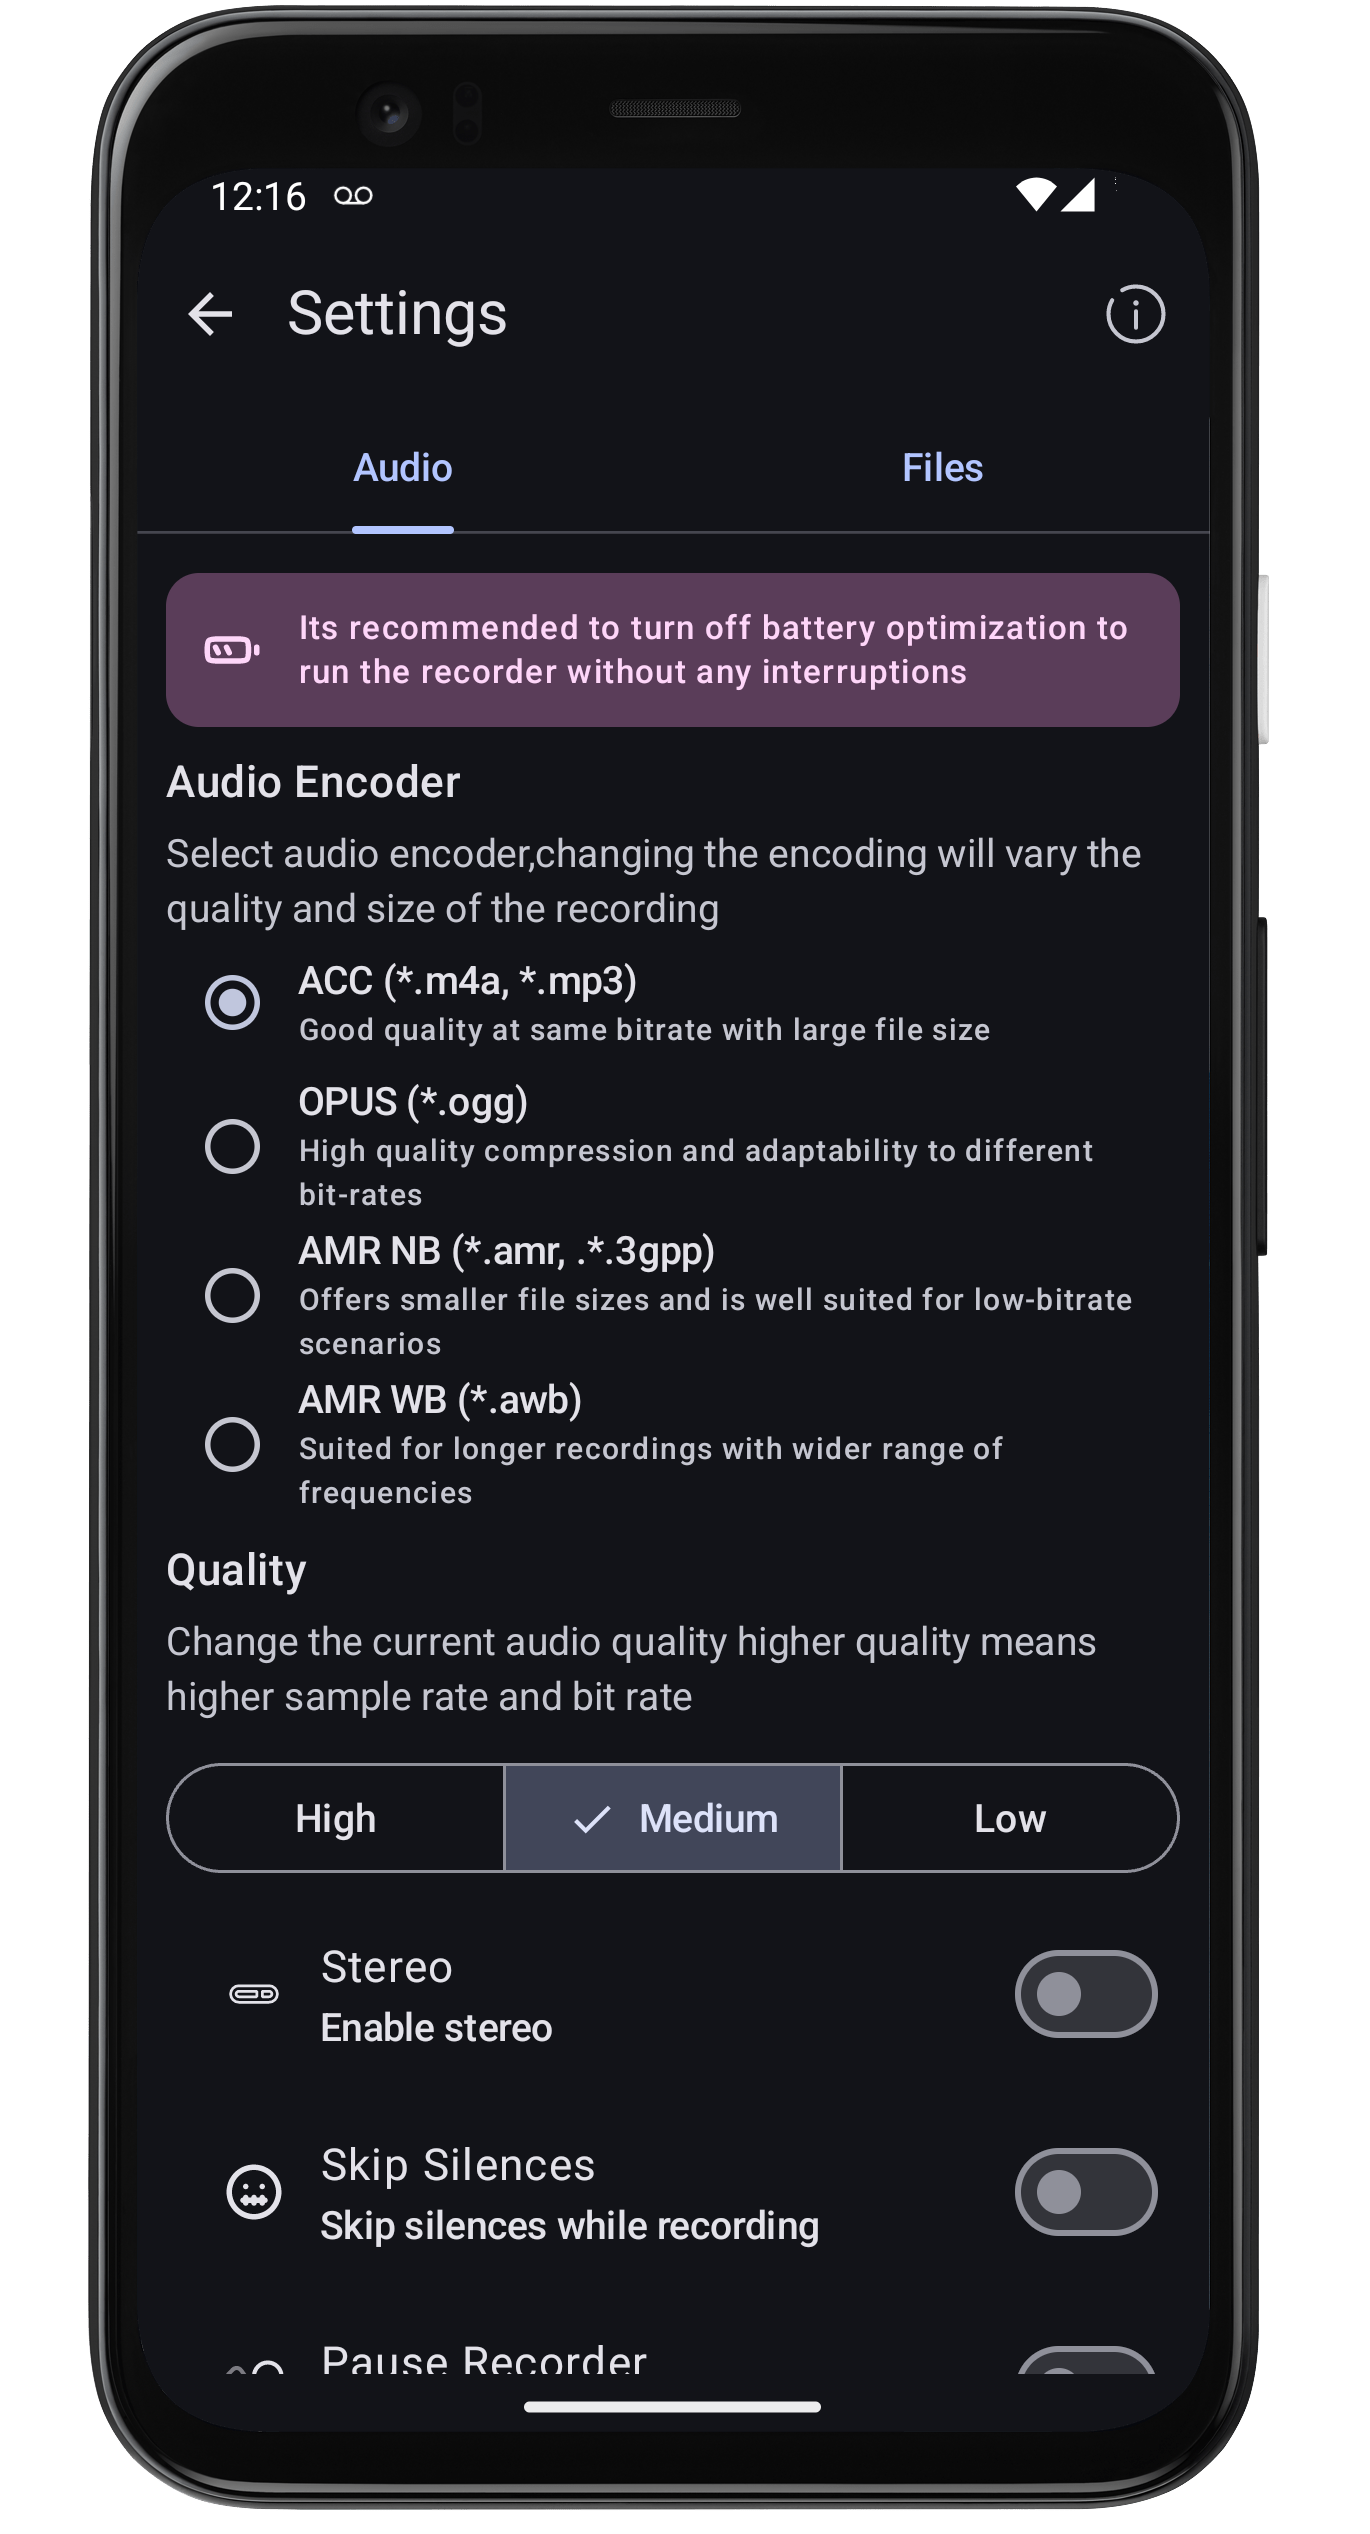 12:16
Settings
Audio
Files
Its recommended to turn off battery optimization to
run the recorder without any interruptions
Audio Encoder
Select audio encoder,changing the encoding will vary the
quality and size of the recording
ACC (*.m4a, *.mp3)
Good quality at same bitrate with large file size
OPUS (*.ogg)
High quality compression and adaptability to different
bit-rates
AMR NB (*.amr, .*.3gpp)
Offers smaller file sizes and is well suited for low-bitrate
scenarios
AMR WB (*.awb)
Suited for longer recordings with wider range of
frequencies
Quality
Change the current audio quality higher quality means
higher sample rate and bit rate
High
Medium
Low
Stereo
Enable stereo
Skip Silences
Skip silences while recording
Pause Recorder